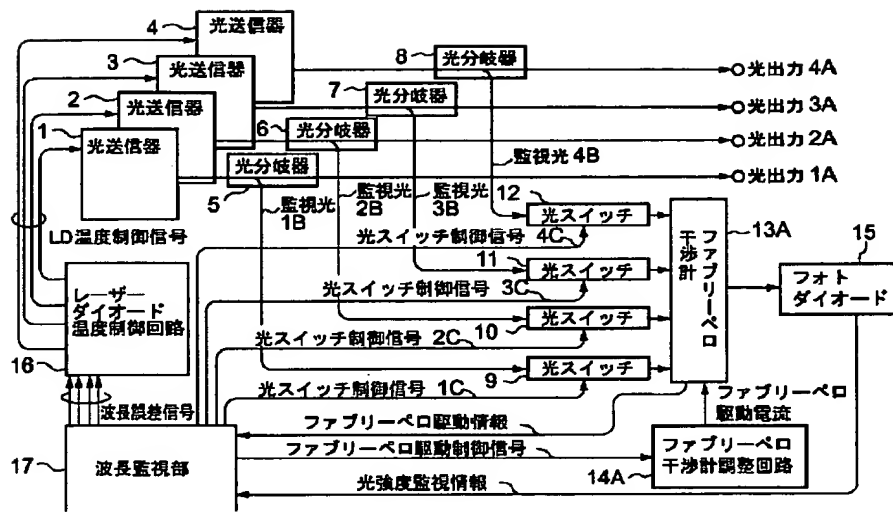 4
光送信器
3
光送信器
2
光送信器
1
光送信器
8
光分岐器
7
光分岐器
6
光分岐器
5
光分岐器
光出力 4A
光出力 3A
光出力 2A
光出力 1A
監視光 4B
監視光
3B
監視光
2B
監視光
1B
12
光スイッチ
11
光スイッチ
10
光スイッチ
9
光スイッチ
光スイッチ制御信号
4C
光スイッチ制御信号
3C
光スイッチ制御信号
2C
光スイッチ制御信号
1C
ファブリーペロ
干渉計
13A
15
フォト
ダイオード
LD温度制御信号
レーザー
ダイオード
温度制御回路
16
波長誤差信号
ファブリーペロ駆動情報
ファブリーペロ駆動制御信号
ファブリーペロ
駆動電流
ファブリーペロ
干渉計調整回路
14A
17
波長監視部
光強度監視情報